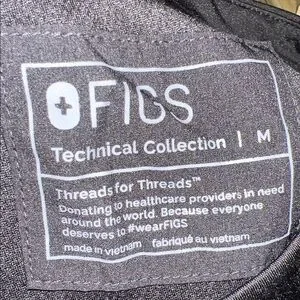 FIGS
Technical Collection | M
Threads for Threads™
Donating to healthcare providers in need
around the world. Because everyone
deserves to #wearFIGS
made in vietnam fabriqué au vietnam